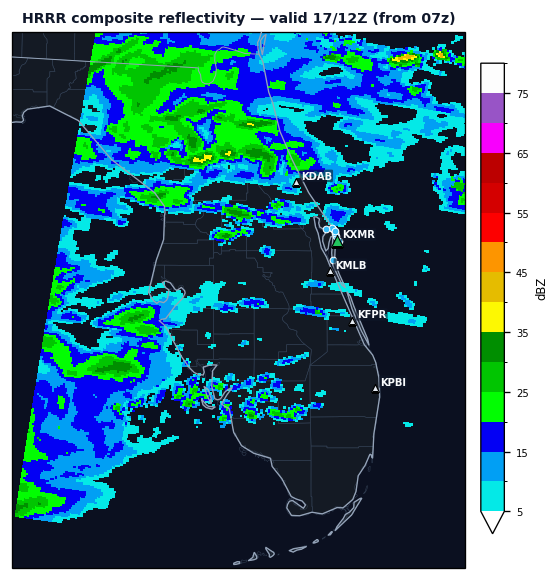 HRRR composite reflectivity — valid 17/12Z (from 07z)
75
65
55
45
35
25
15
5
dBZ
KDAB
KXMR
KMLB
KFPR
KPBI